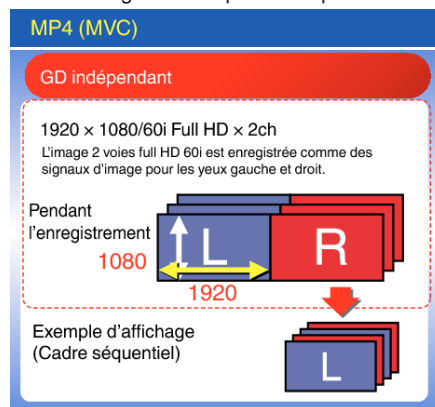 MP4 (MVC)
GD indépendant
1920 × 1080/60i Full HD × 2ch
L'image 2 voies full HD 60i est enregistrée comme des
signaux d'image pour les yeux gauche et droit.
Pendant
l'enregistrement
L
R
1080
1920
Exemple d'affichage
(Cadre séquentiel)
L